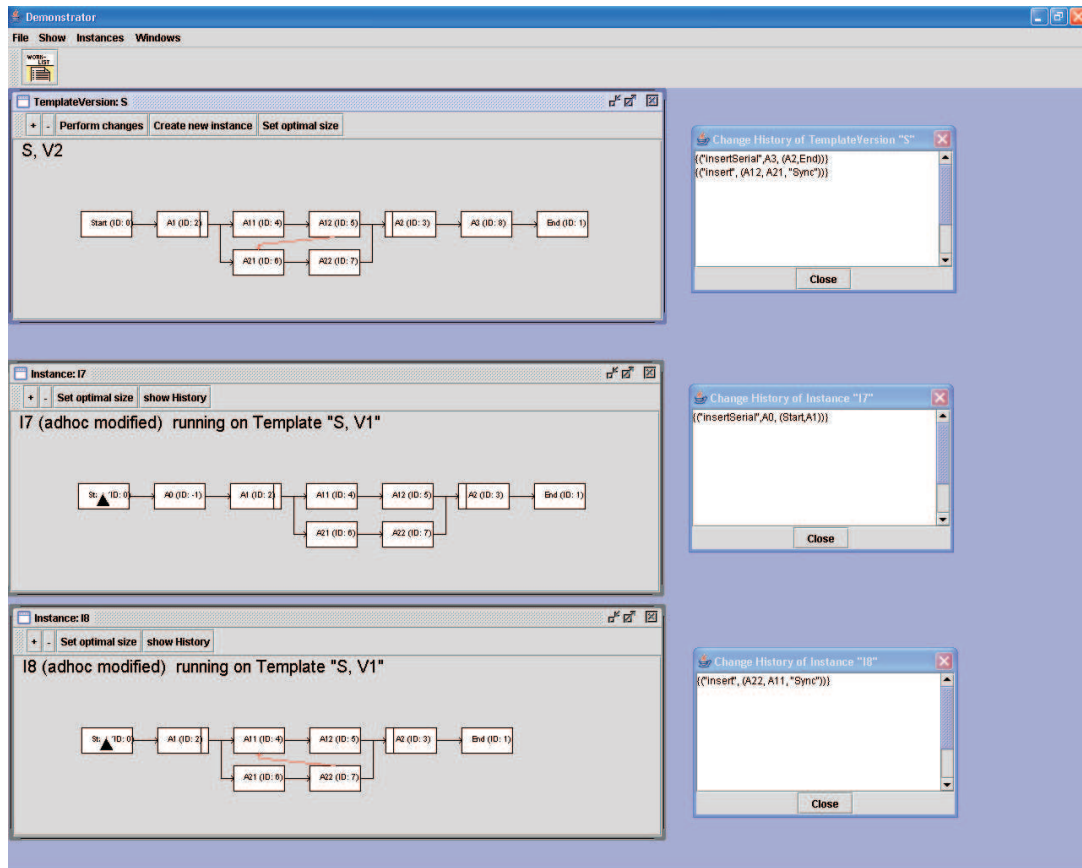 Demonstrator
File Show Instances Windows
WORK-
LIST
TemplateVersion: S
+ - Perform changes Create new instance Set optimal size
S, V2
Start (ID: 0) A1 (ID: 2) A11 (ID: 4) A12 (ID: 5) A2 (ID: 3) A3 (ID: 8) End (ID: 1)
A21 (ID: 6) A22 (ID: 7)
Change History of TemplateVersion "S"
{("insertSerial",A3, (A2,End))}
{("insert", (A12, A21, "Sync"))}
Close
Instance: I7
+ - Set optimal size show History
I7 (adhoc modified) running on Template "S, V1"
A0 (ID: -1) A1 (ID: 2) A11 (ID: 4) A12 (ID: 5) A2 (ID: 3) End (ID: 1)
A21 (ID: 6) A22 (ID: 7)
Change History of Instance "I7"
{("insertSerial",A0, (Start,A1))}
Close
Instance: I8
+ - Set optimal size show History
I8 (adhoc modified) running on Template "S, V1"
A1 (ID: 2) A11 (ID: 4) A12 (ID: 5) A2 (ID: 3) End (ID: 1)
A21 (ID: 6) A22 (ID: 7)
Change History of Instance "I8"
{("insert", (A22, A11, "Sync"))}
Close